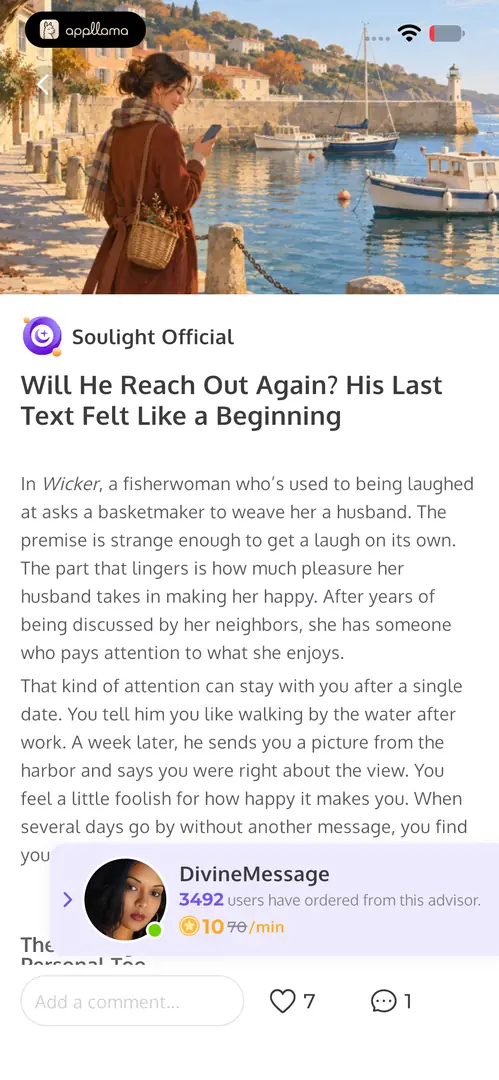 appllama
Soulight Official
Will He Reach Out Again? His Last
Text Felt Like a Beginning
In Wicker, a fisherwoman who’s used to being laughed
at asks a basketmaker to weave her a husband. The
premise is strange enough to get a laugh on its own.
The part that lingers is how much pleasure her
husband takes in making her happy. After years of
being discussed by her neighbors, she has someone
who pays attention to what she enjoys.
That kind of attention can stay with you after a single
date. You tell him you like walking by the water after
work. A week later, he sends you a picture from the
harbor and says you were right about the view. You
feel a little foolish for how happy it makes you. When
several days go by without another message, you find
you
DivineMessage
3492 users have ordered from this advisor.
10 70/min
The
Add a comment...
7
1